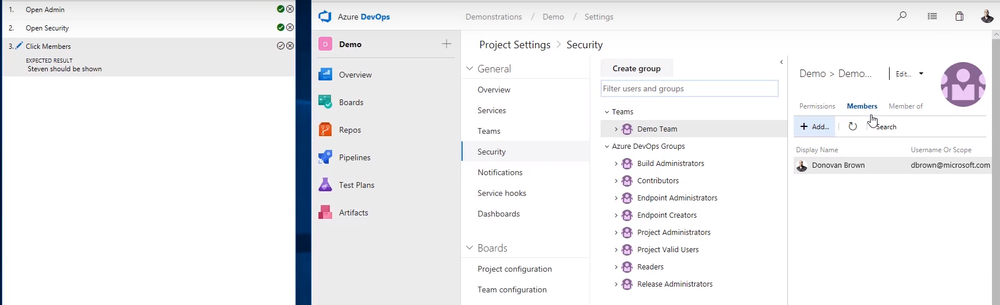 1. Open Admin
2. Open Security
3. Click Members
EXPECTED RESULT
Steven should be shown
Azure DevOps
Demonstrations / Demo / Settings
D Demo
Overview
Boards
Repos
Pipelines
Test Plans
Artifacts
Project Settings > Security
General
Overview
Services
Teams
Security
Notifications
Service hooks
Dashboards
Boards
Project configuration
Team configuration
Create group
Filter users and groups
Teams
Demo Team
Azure DevOps Groups
Build Administrators
Contributors
Endpoint Administrators
Endpoint Creators
Project Administrators
Project Valid Users
Readers
Release Administrators
Demo > Demo...
Edit...
Permissions Members Member of
+ Add... Search
Display Name Username Or Scope
Donovan Brown dbrown@microsoft.com